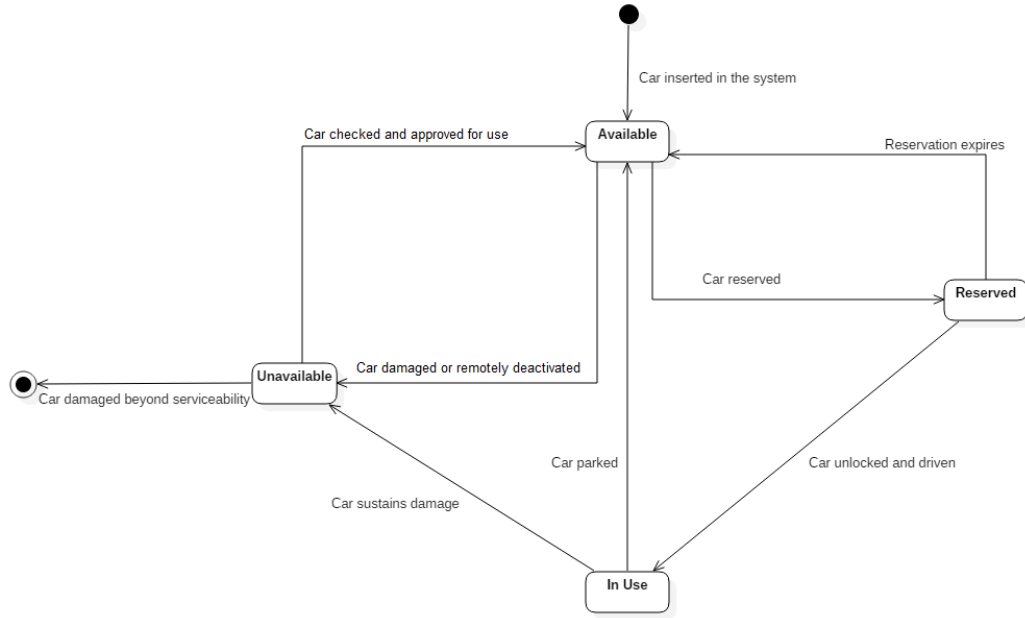 Car inserted in the system
Car checked and approved for use
Available
Reservation expires
Car reserved
Reserved
Car damaged or remotely deactivated
Unavailable
Car damaged beyond serviceability
Car parked
Car unlocked and driven
Car sustains damage
In Use